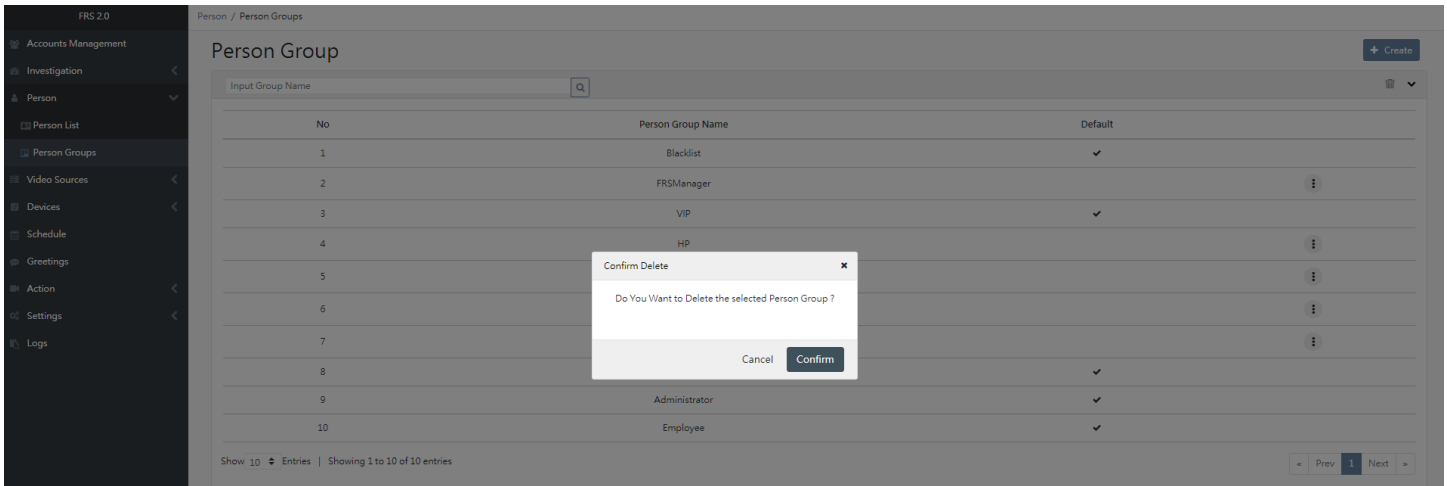 FRS 2.0
Accounts Management
Investigation
Person
Person List
Person Groups
Video Sources
Devices
Schedule
Greetings
Action
Settings
Logs
Person / Person Groups
Person Group
+ Create
Input Group Name
No Person Group Name Default
1 Blacklist
2 FRSManager
3 VIP
4 HP
5
6
7
8
9 Administrator
10 Employee
Confirm Delete
Do You Want to Delete the selected Person Group ?
Cancel Confirm
Show 10 Entries | Showing 1 to 10 of 10 entries
« Prev 1 Next »